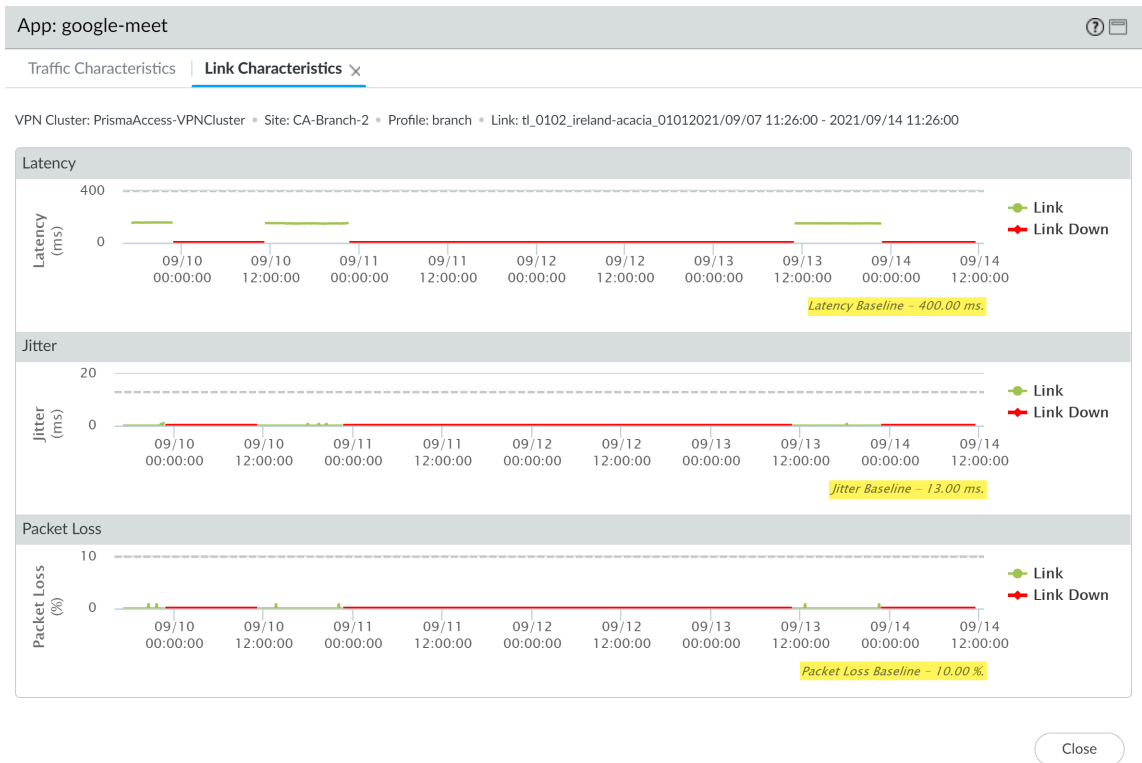 App: google-meet
Traffic Characteristics
Link Characteristics
VPN Cluster: PrismaAccess-VPNCluster • Site: CA-Branch-2 • Profile: branch • Link: tl_0102_ireland-acacia_01012021/09/07 11:26:00 - 2021/09/14 11:26:00
Latency
400
0
Latency
(ms)
Link
Link Down
09/10 09/10 09/11 09/11 09/12 09/12 09/13 09/13 09/14 09/14
00:00:00 12:00:00 00:00:00 12:00:00 00:00:00 12:00:00 00:00:00 12:00:00 00:00:00 12:00:00
Latency Baseline – 400.00 ms.
Jitter
20
0
Jitter
(ms)
Link
Link Down
09/10 09/10 09/11 09/11 09/12 09/12 09/13 09/13 09/14 09/14
00:00:00 12:00:00 00:00:00 12:00:00 00:00:00 12:00:00 00:00:00 12:00:00 00:00:00 12:00:00
Jitter Baseline – 13.00 ms.
Packet Loss
10
0
Packet Loss
(%)
Link
Link Down
09/10 09/10 09/11 09/11 09/12 09/12 09/13 09/13 09/14 09/14
00:00:00 12:00:00 00:00:00 12:00:00 00:00:00 12:00:00 00:00:00 12:00:00 00:00:00 12:00:00
Packet Loss Baseline – 10.00 %.
Close